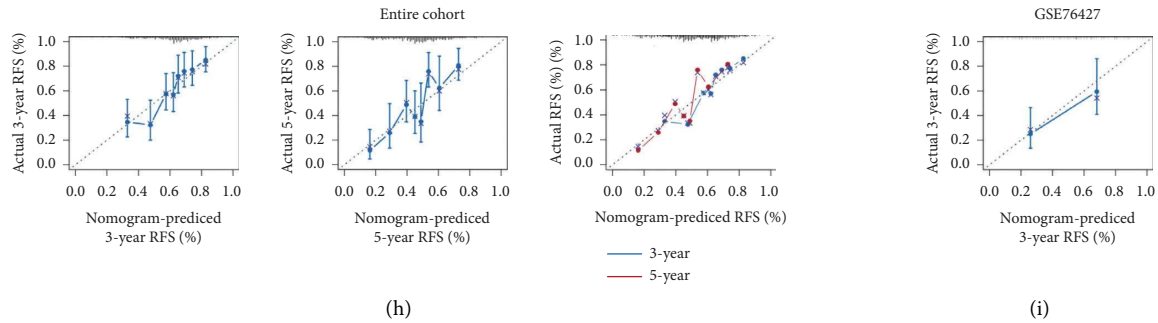 Entire cohort
Actual 3-year RFS (%)
1.0
0.8
0.6
0.4
0.2
0.0
0.0 0.2 0.4 0.6 0.8 1.0
Nomogram-prediced
3-year RFS (%)
Actual 5-year RFS (%)
1.0
0.8
0.6
0.4
0.2
0.0
0.0 0.2 0.4 0.6 0.8 1.0
Nomogram-prediced
5-year RFS (%)
Actual RFS (%) (%)
1.0
0.8
0.6
0.4
0.2
0.0
0.0 0.2 0.4 0.6 0.8 1.0
Nomogram-prediced RFS (%)
3-year
5-year
(h)
GSE76427
Actual 3-year RFS (%)
1.0
0.8
0.6
0.4
0.2
0.0
0.0 0.2 0.4 0.6 0.8 1.0
Nomogram-prediced
3-year RFS (%)
(i)